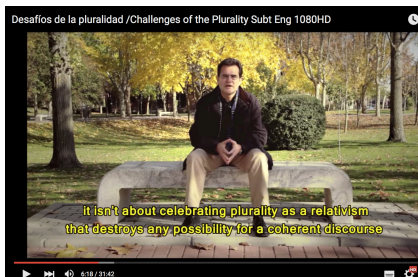 Desafíos de la pluralidad /Challenges of the Plurality Subt Eng 1080HD
it isn't about celebrating plurality as a relativism
that destroys any possibility for a coherent discourse
6:18 / 31:42